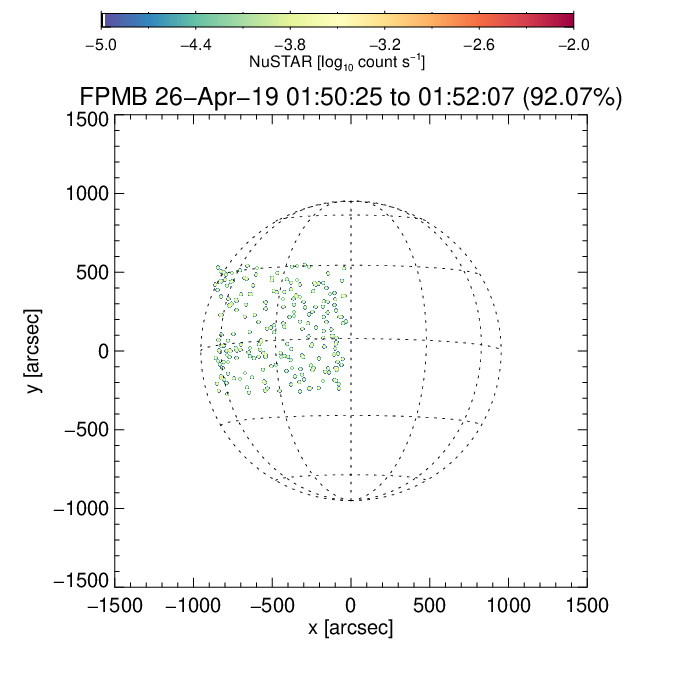 −5.0 −4.4 −3.8 −3.2 −2.6 −2.0
NuSTAR [log₁₀ count s⁻¹]
FPMB 26−Apr−19 01:50:25 to 01:52:07 (92.07%)
1500
1000
500
0
−500
−1000
−1500
y [arcsec]
−1500 −1000 −500 0 500 1000 1500
x [arcsec]